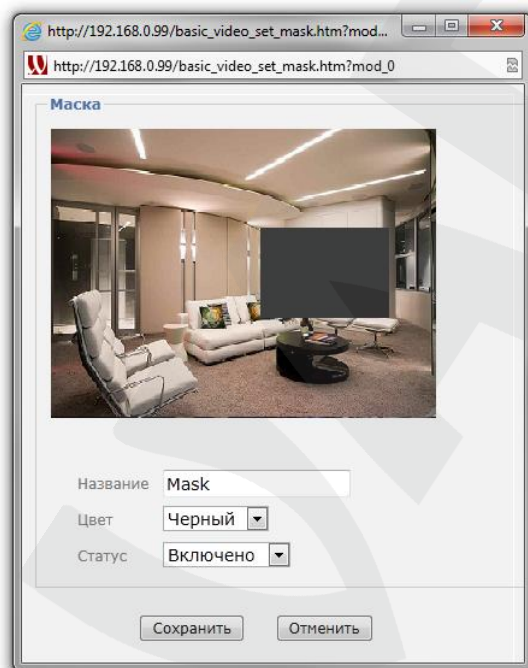 http://192.168.0.99/basic_video_set_mask.htm?mod...
http://192.168.0.99/basic_video_set_mask.htm?mod_0
Маска
Название Mask
Цвет Черный
Статус Включено
Сохранить Отменить